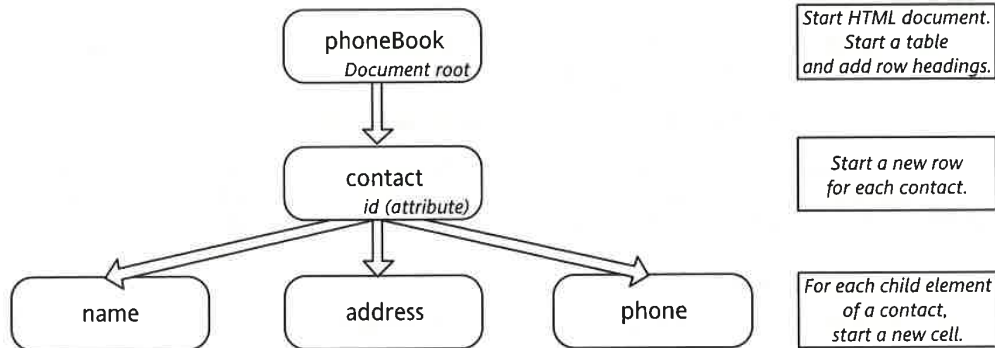 phoneBook
Document root
Start HTML document.
Start a table
and add row headings.
contact
id (attribute)
Start a new row
for each contact.
name
address
phone
For each child element
of a contact,
start a new cell.